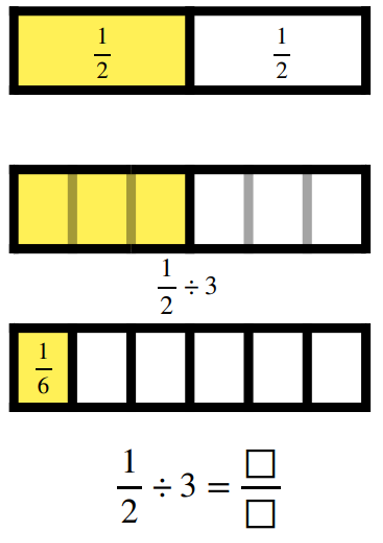 1/2 1/2
1/2 ÷ 3
1/6
1/2 ÷ 3 = □/□